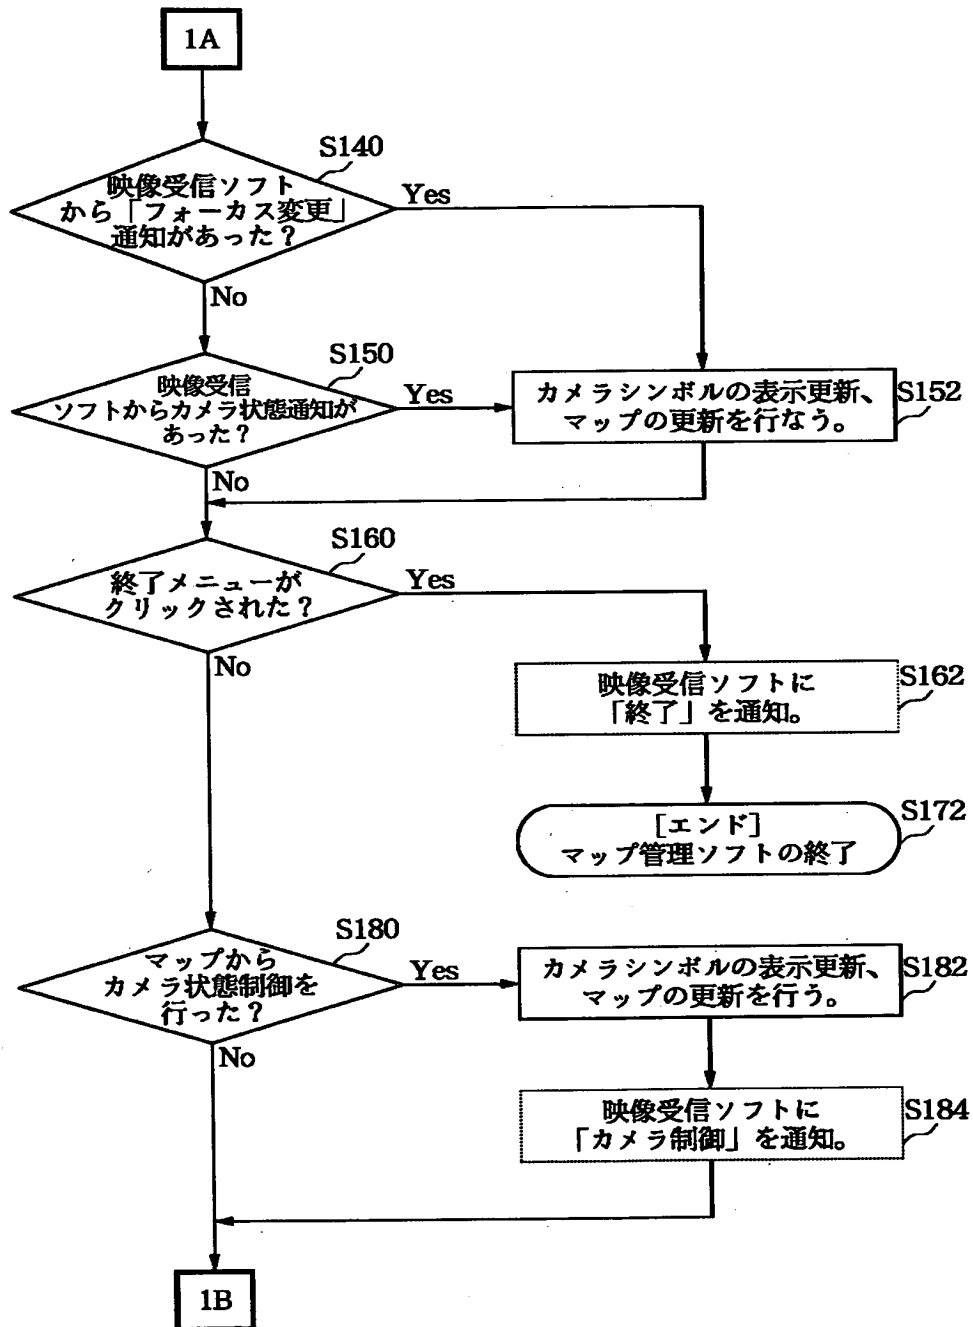 1A
S140
映像受信ソフト
から「フォーカス変更」
通知があった？
Yes
No
S150
映像受信
ソフトからカメラ状態通知が
あった？
Yes
No
カメラシンボルの表示更新、
マップの更新を行なう。
S152
S160
終了メニューが
クリックされた？
Yes
No
映像受信ソフトに
「終了」を通知。
S162
[エンド]
マップ管理ソフトの終了
S172
S180
マップから
カメラ状態制御を
行った？
Yes
No
カメラシンボルの表示更新、
マップの更新を行う。
S182
映像受信ソフトに
「カメラ制御」を通知。
S184
1B